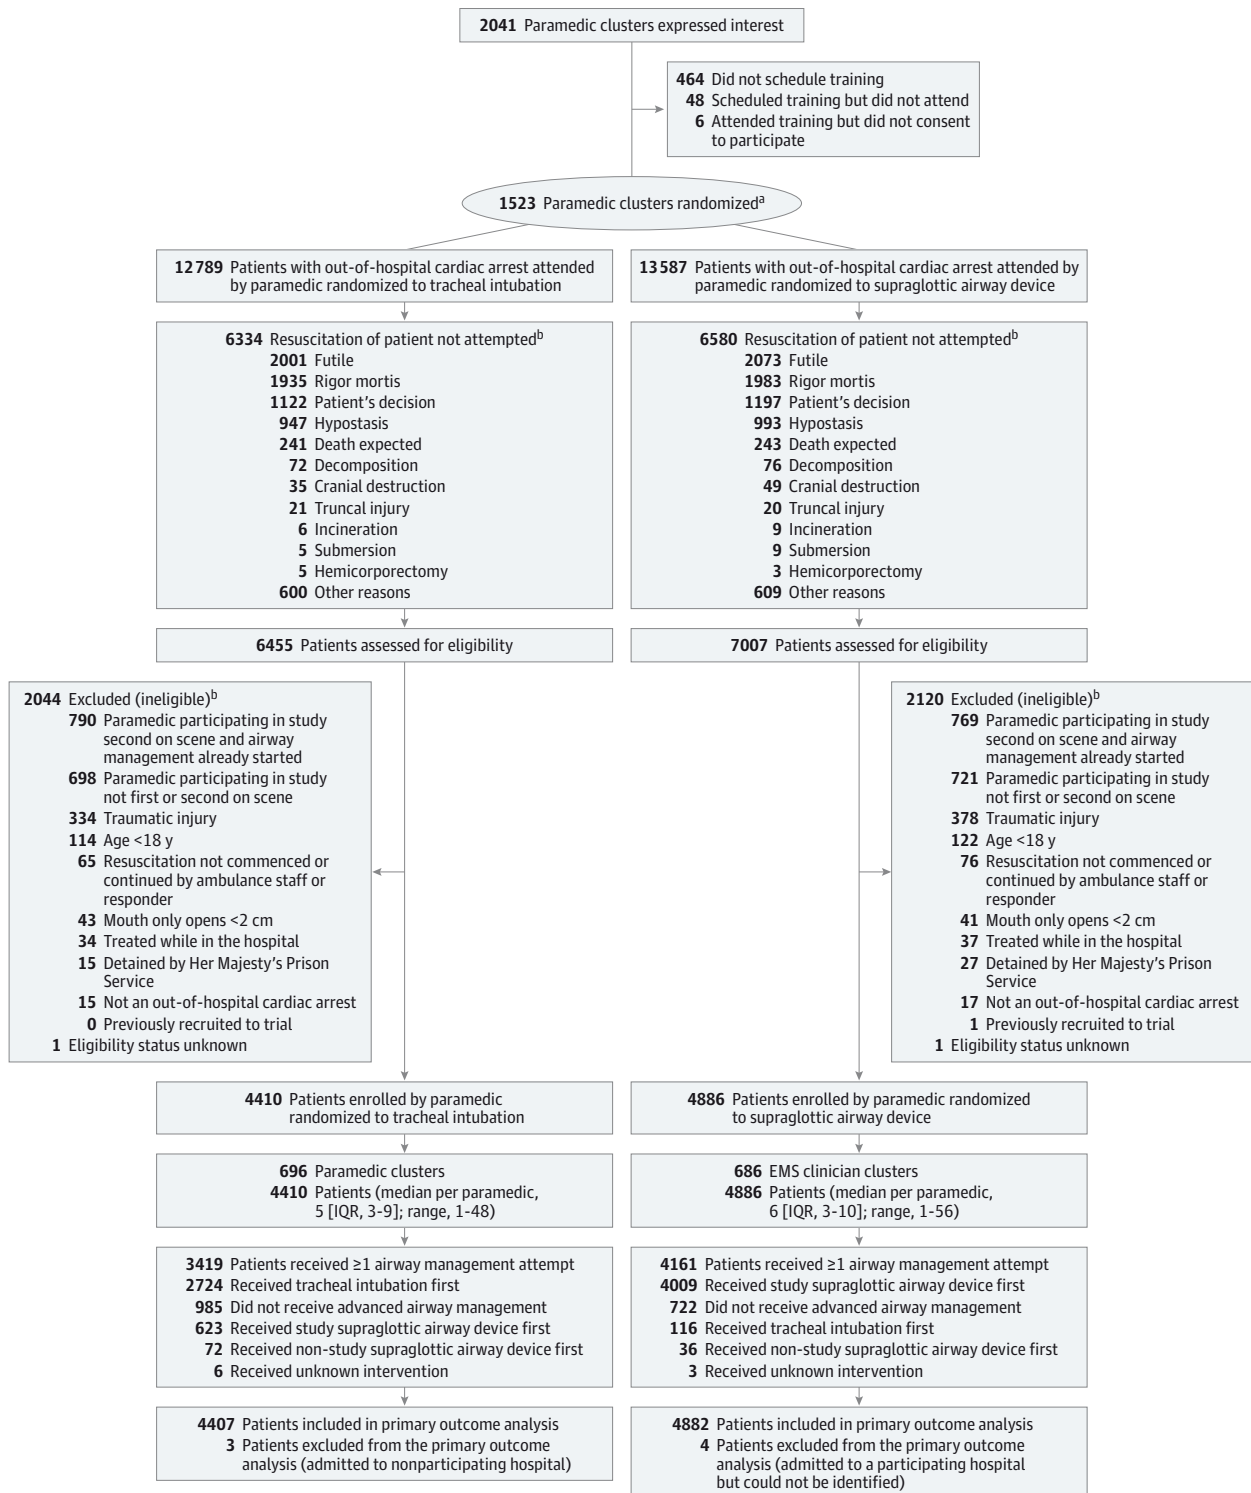 2041 Paramedic clusters expressed interest
464 Did not schedule training
48 Scheduled training but did not attend
6 Attended training but did not consent
to participate
1523 Paramedic clusters randomizedᵃ
12 789 Patients with out-of-hospital cardiac arrest attended
by paramedic randomized to tracheal intubation
13 587 Patients with out-of-hospital cardiac arrest attended by
paramedic randomized to supraglottic airway device
6334 Resuscitation of patient not attemptedᵇ
2001 Futile
1935 Rigor mortis
1122 Patient's decision
947 Hypostasis
241 Death expected
72 Decomposition
35 Cranial destruction
21 Truncal injury
6 Incineration
5 Submersion
5 Hemicorporectomy
600 Other reasons
6580 Resuscitation of patient not attemptedᵇ
2073 Futile
1983 Rigor mortis
1197 Patient's decision
993 Hypostasis
243 Death expected
76 Decomposition
49 Cranial destruction
20 Truncal injury
9 Incineration
9 Submersion
3 Hemicorporectomy
609 Other reasons
6455 Patients assessed for eligibility
7007 Patients assessed for eligibility
2044 Excluded (ineligible)ᵇ
790 Paramedic participating in study
second on scene and airway
management already started
698 Paramedic participating in study
not first or second on scene
334 Traumatic injury
114 Age <18 y
65 Resuscitation not commenced or
continued by ambulance staff or
responder
43 Mouth only opens <2 cm
34 Treated while in the hospital
15 Detained by Her Majesty's Prison
Service
15 Not an out-of-hospital cardiac arrest
0 Previously recruited to trial
1 Eligibility status unknown
2120 Excluded (ineligible)ᵇ
769 Paramedic participating in study
second on scene and airway
management already started
721 Paramedic participating in study
not first or second on scene
378 Traumatic injury
122 Age <18 y
76 Resuscitation not commenced or
continued by ambulance staff or
responder
41 Mouth only opens <2 cm
37 Treated while in the hospital
27 Detained by Her Majesty's Prison
Service
17 Not an out-of-hospital cardiac arrest
1 Previously recruited to trial
1 Eligibility status unknown
4410 Patients enrolled by paramedic
randomized to tracheal intubation
4886 Patients enrolled by paramedic randomized
to supraglottic airway device
696 Paramedic clusters
4410 Patients (median per paramedic,
5 [IQR, 3-9]; range, 1-48)
686 EMS clinician clusters
4886 Patients (median per paramedic,
6 [IQR, 3-10]; range, 1-56)
3419 Patients received ≥1 airway management attempt
2724 Received tracheal intubation first
985 Did not receive advanced airway management
623 Received study supraglottic airway device first
72 Received non-study supraglottic airway device first
6 Received unknown intervention
4161 Patients received ≥1 airway management attempt
4009 Received study supraglottic airway device first
722 Did not receive advanced airway management
116 Received tracheal intubation first
36 Received non-study supraglottic airway device first
3 Received unknown intervention
4407 Patients included in primary outcome analysis
3 Patients excluded from the primary outcome
analysis (admitted to nonparticipating hospital)
4882 Patients included in primary outcome analysis
4 Patients excluded from the primary outcome
analysis (admitted to a participating hospital
but could not be identified)